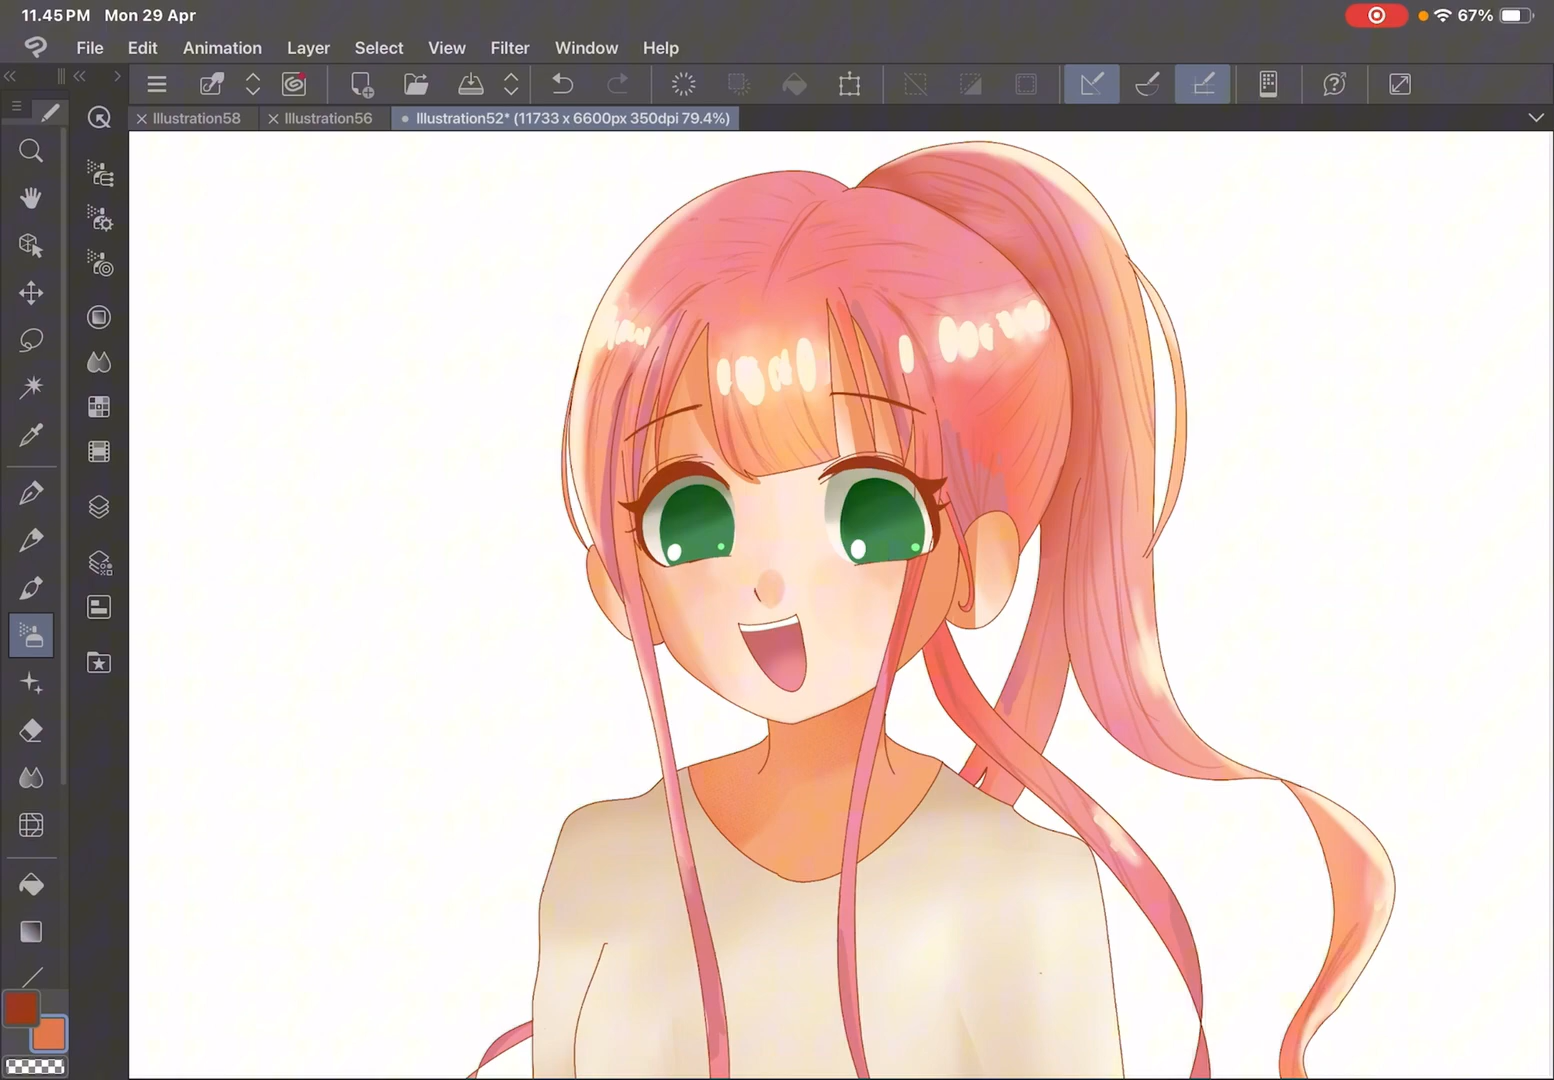 11.45 PM Mon 29 Apr 67%
File Edit Animation Layer Select View Filter Window Help
Illustration58 Illustration56 Illustration52* (11733 x 6600px 350dpi 79.4%)